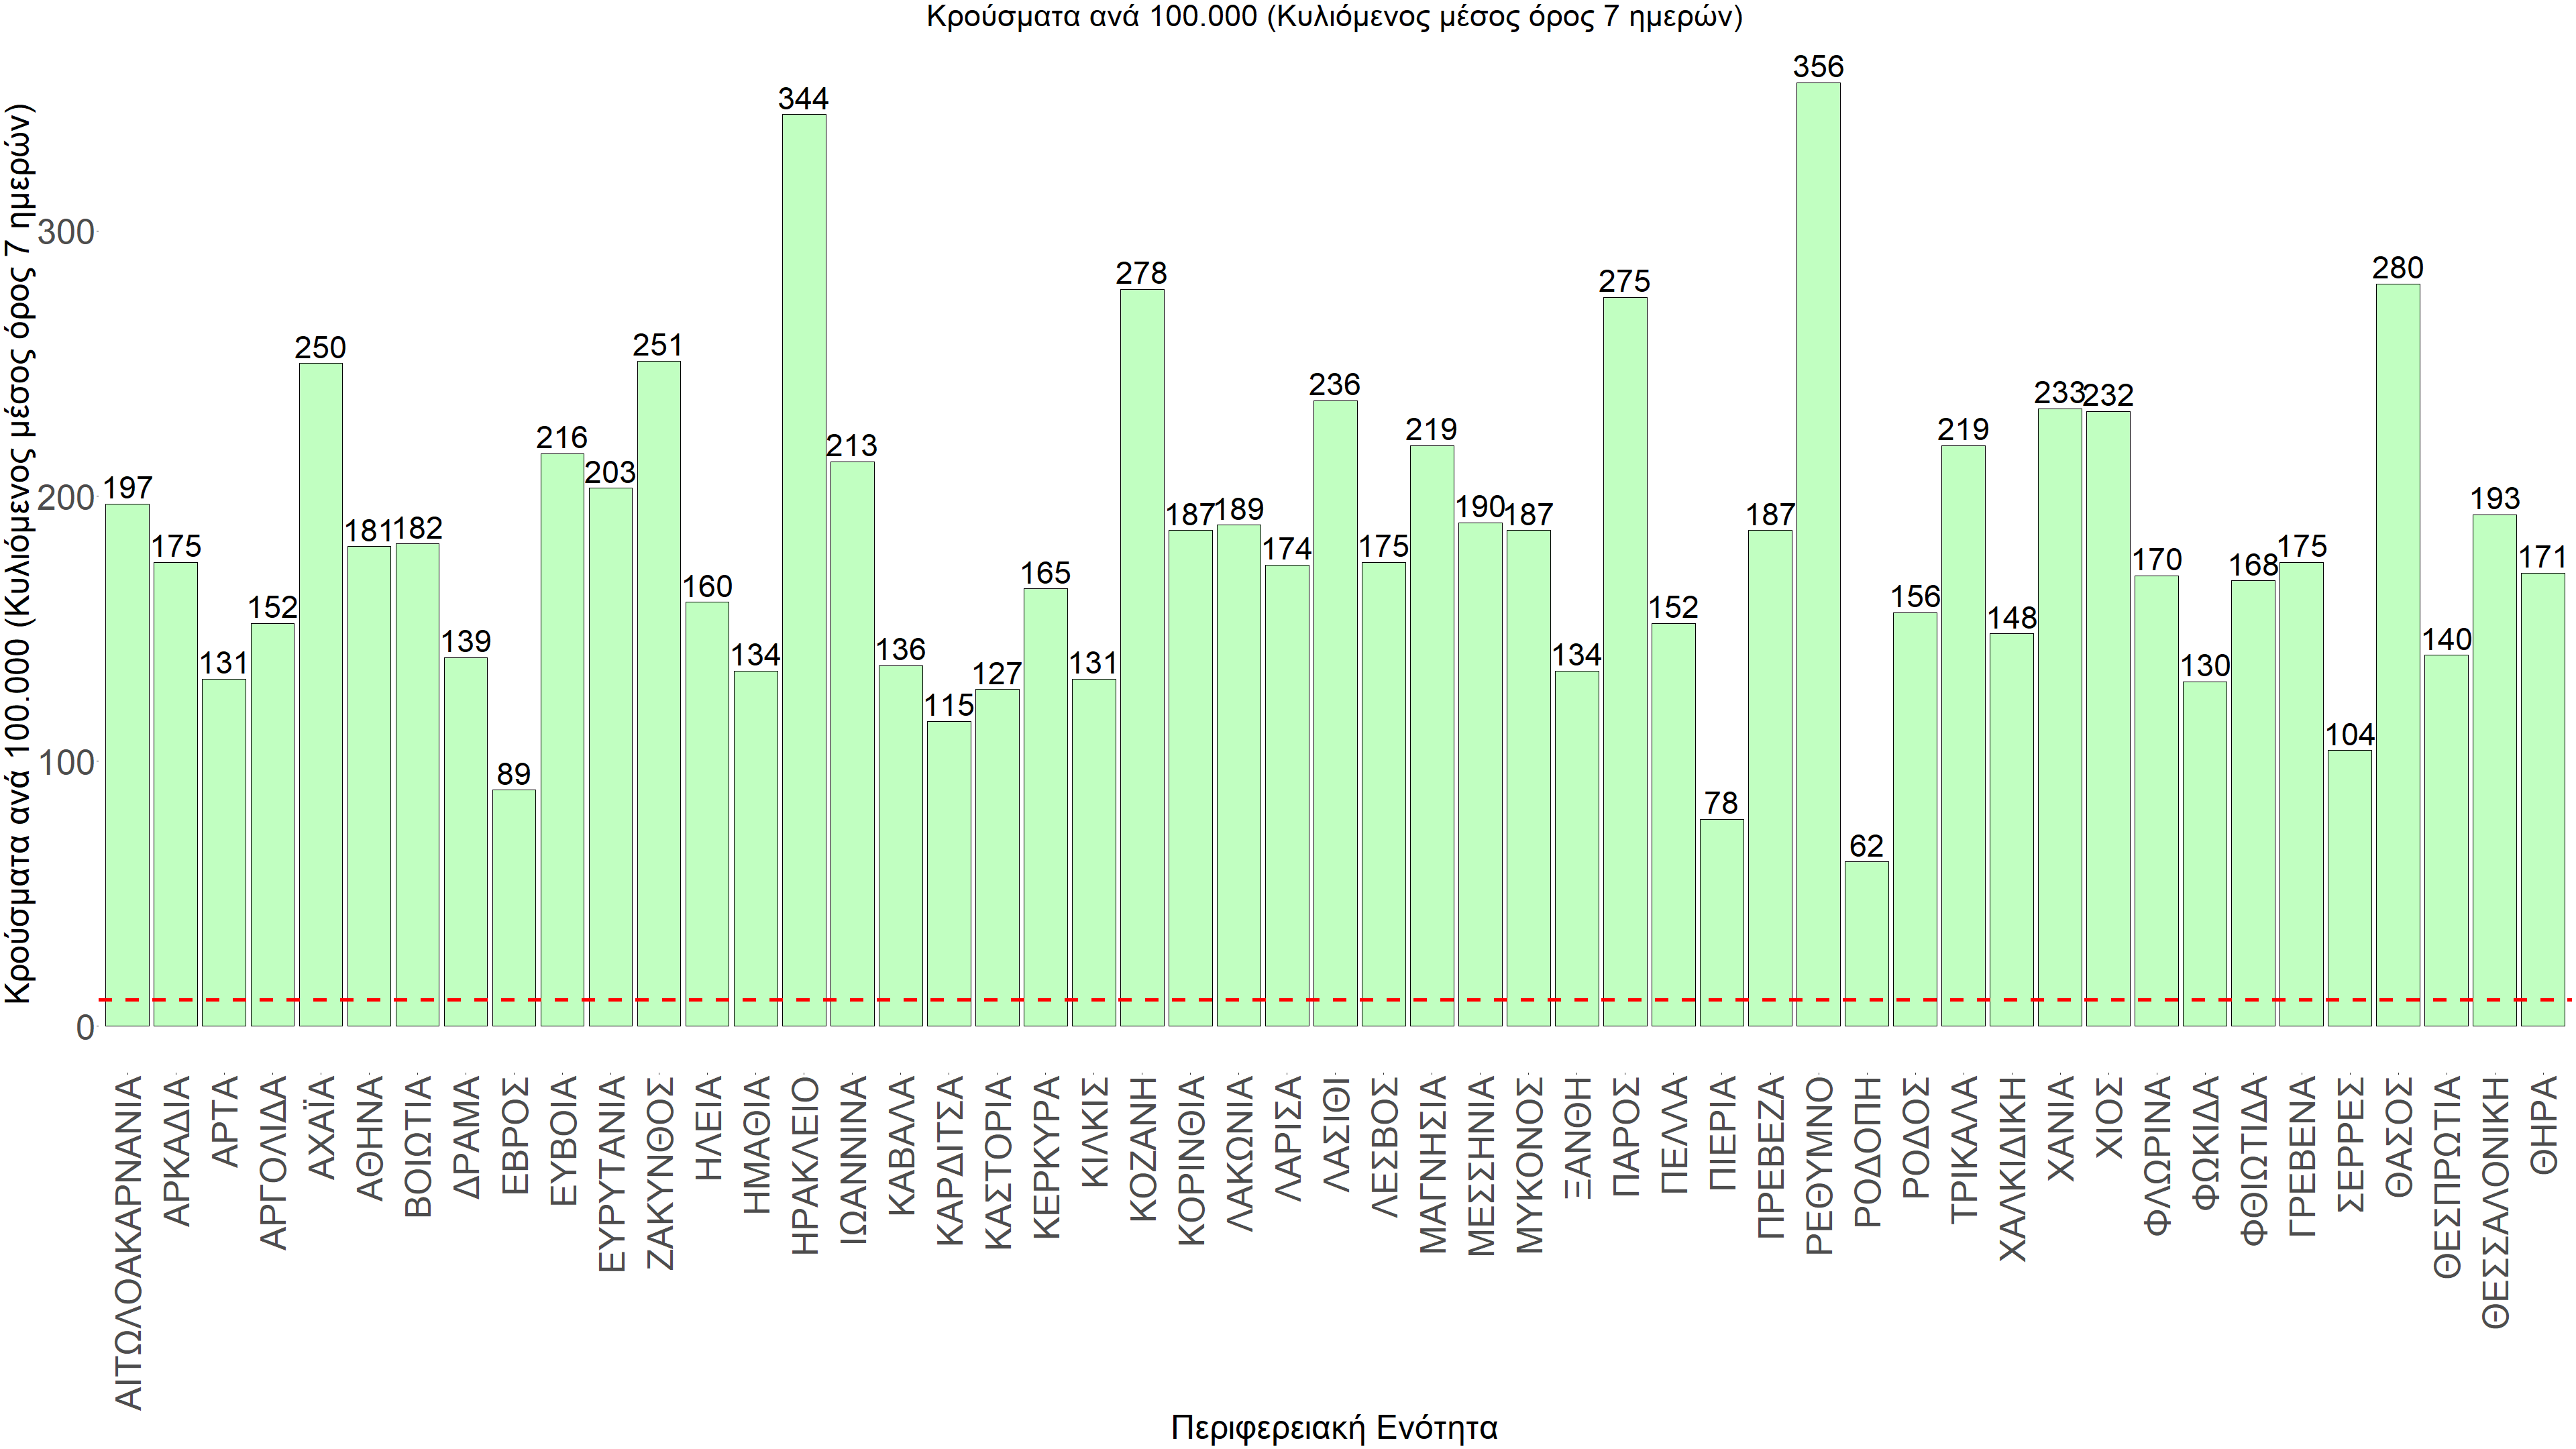 Κρούσματα ανά 100.000 (Κυλιόμενος μέσος όρος 7 ημερών)
Κρούσματα ανά 100.000 (Κυλιόμενος μέσος όρος 7 ημερών)
300
200
100
0
197
175
131
152
250
181
182
139
89
216
203
251
160
134
344
213
136
115
127
165
131
278
187
189
174
236
175
219
190
187
134
275
152
78
187
356
62
156
219
148
233
232
170
130
168
175
104
280
140
193
171
ΑΙΤΩΛΟΑΚΑΡΝΑΝΙΑ
ΑΡΚΑΔΙΑ
ΑΡΤΑ
ΑΡΓΟΛΙΔΑ
ΑΧΑΪΑ
ΑΘΗΝΑ
ΒΟΙΩΤΙΑ
ΔΡΑΜΑ
ΕΒΡΟΣ
ΕΥΒΟΙΑ
ΕΥΡΥΤΑΝΙΑ
ΖΑΚΥΝΘΟΣ
ΗΛΕΙΑ
ΗΜΑΘΙΑ
ΗΡΑΚΛΕΙΟ
ΙΩΑΝΝΙΝΑ
ΚΑΒΑΛΑ
ΚΑΡΔΙΤΣΑ
ΚΑΣΤΟΡΙΑ
ΚΕΡΚΥΡΑ
ΚΙΛΚΙΣ
ΚΟΖΑΝΗ
ΚΟΡΙΝΘΙΑ
ΛΑΚΩΝΙΑ
ΛΑΡΙΣΑ
ΛΑΣΙΘΙ
ΛΕΣΒΟΣ
ΜΑΓΝΗΣΙΑ
ΜΕΣΣΗΝΙΑ
ΜΥΚΟΝΟΣ
ΞΑΝΘΗ
ΠΑΡΟΣ
ΠΕΛΛΑ
ΠΙΕΡΙΑ
ΠΡΕΒΕΖΑ
ΡΕΘΥΜΝΟ
ΡΟΔΟΠΗ
ΡΟΔΟΣ
ΤΡΙΚΑΛΑ
ΧΑΛΚΙΔΙΚΗ
ΧΑΝΙΑ
ΧΙΟΣ
ΦΛΩΡΙΝΑ
ΦΩΚΙΔΑ
ΦΘΙΩΤΙΔΑ
ΓΡΕΒΕΝΑ
ΣΕΡΡΕΣ
ΘΑΣΟΣ
ΘΕΣΠΡΩΤΙΑ
ΘΕΣΣΑΛΟΝΙΚΗ
ΘΗΡΑ
Περιφερειακή Ενότητα